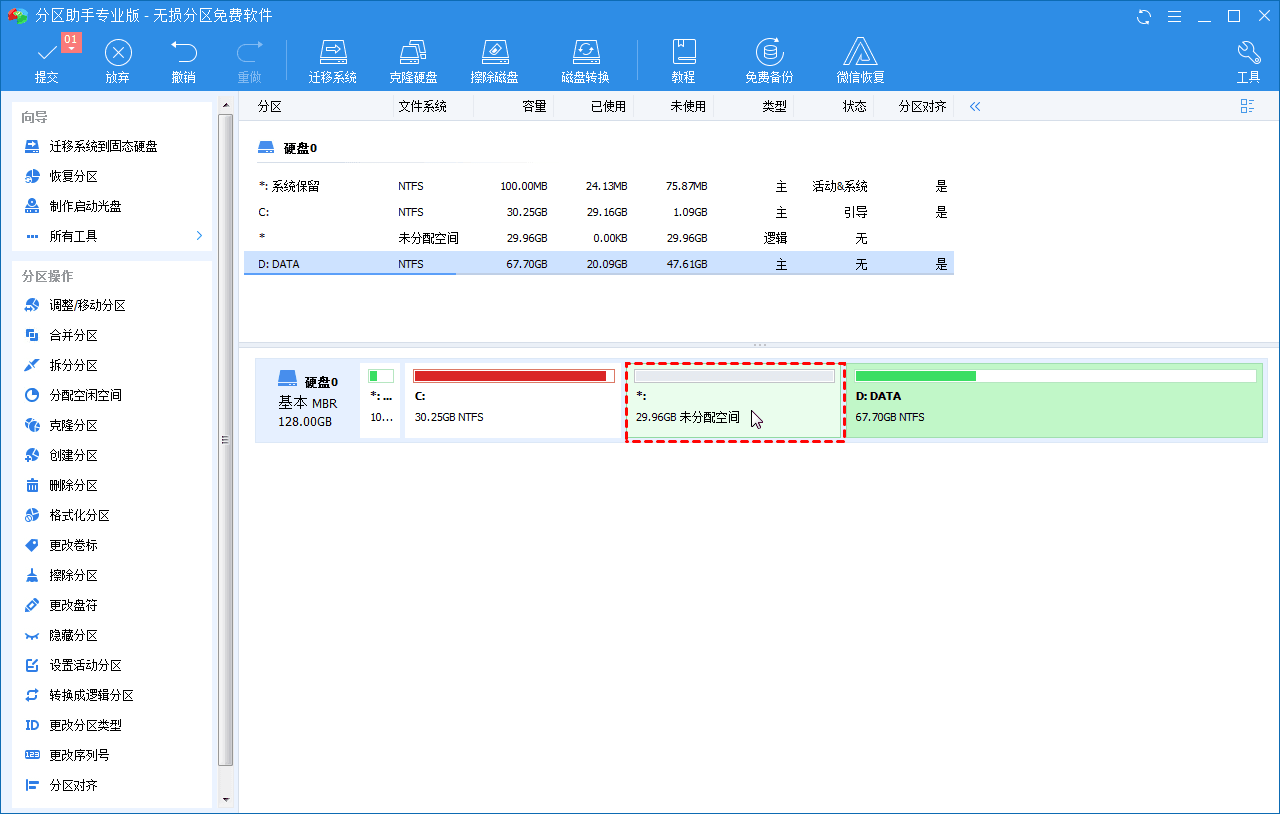 分区助手专业版 - 无损分区免费软件
01
提交
放弃
撤销
重做
迁移系统
克隆硬盘
擦除磁盘
磁盘转换
教程
免费备份
微信恢复
工具
向导
迁移系统到固态硬盘
恢复分区
制作启动光盘
所有工具
分区操作
调整/移动分区
合并分区
拆分分区
分配空闲空间
克隆分区
创建分区
删除分区
格式化分区
更改卷标
擦除分区
更改盘符
隐藏分区
设置活动分区
转换成逻辑分区
ID 更改分区类型
更改序列号
分区对齐
分区 文件系统 容量 已使用 未使用 类型 状态 分区对齐
硬盘0
*: 系统保留 NTFS 100.00MB 24.13MB 75.87MB 主 活动&系统 是
C: NTFS 30.25GB 29.16GB 1.09GB 主 引导 是
* 未分配空间 29.96GB 0.00KB 29.96GB 逻辑 无
D: DATA NTFS 67.70GB 20.09GB 47.61GB 主 无 是
硬盘0
基本 MBR
128.00GB
*: ...
10...
C:
30.25GB NTFS
*:
29.96GB 未分配空间
D: DATA
67.70GB NTFS